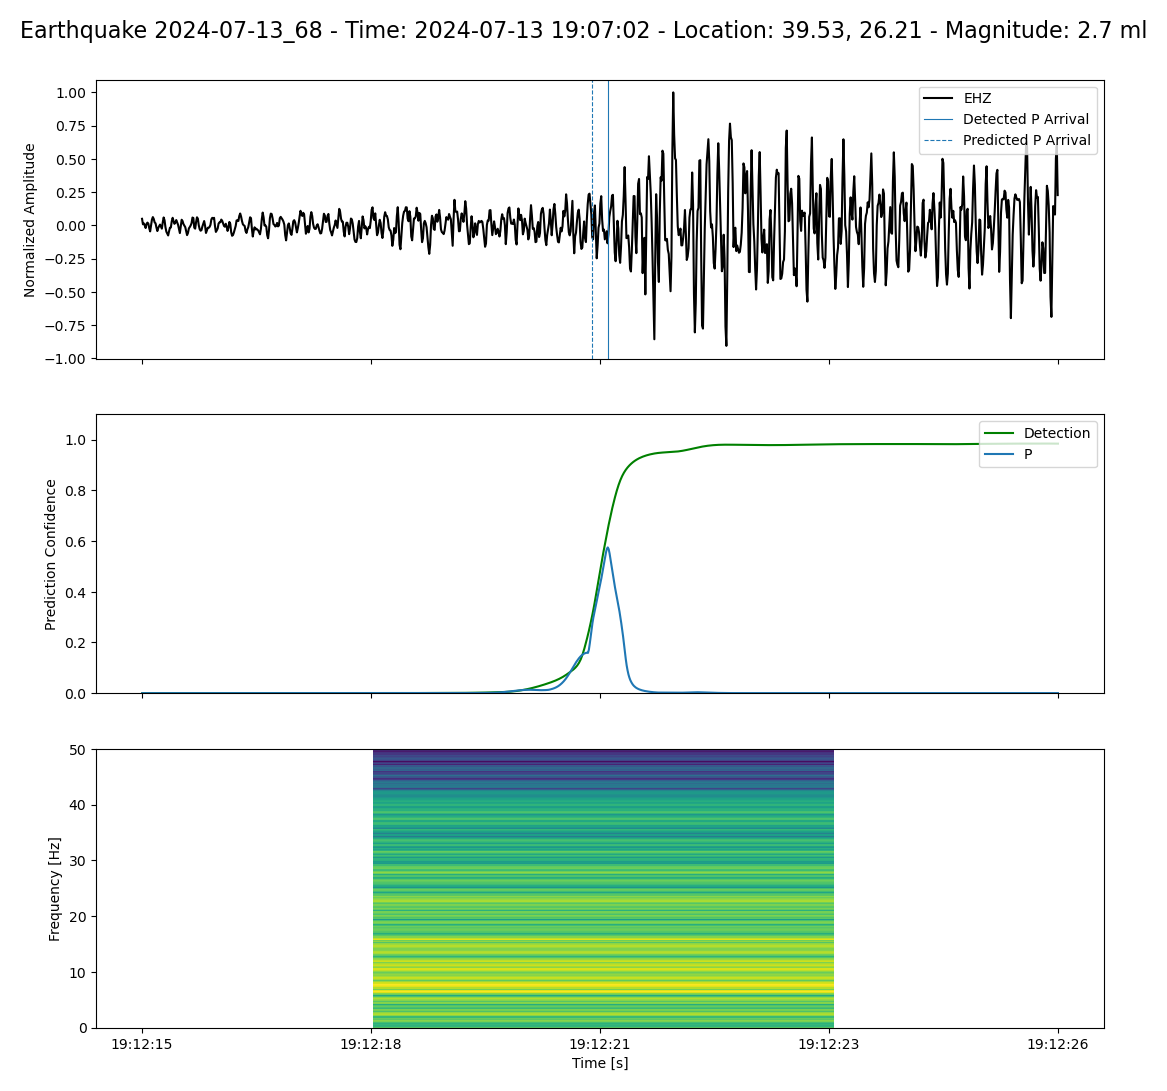 Earthquake 2024-07-13_68 - Time: 2024-07-13 19:07:02 - Location: 39.53, 26.21 - Magnitude: 2.7 ml
Normalized Amplitude
1.00
0.75
0.50
0.25
0.00
−0.25
−0.50
−0.75
−1.00
EHZ
Detected P Arrival
Predicted P Arrival
Prediction Confidence
1.0
0.8
0.6
0.4
0.2
0.0
Detection
P
Frequency [Hz]
50
40
30
20
10
0
19:12:15 19:12:18 19:12:21 19:12:23 19:12:26
Time [s]